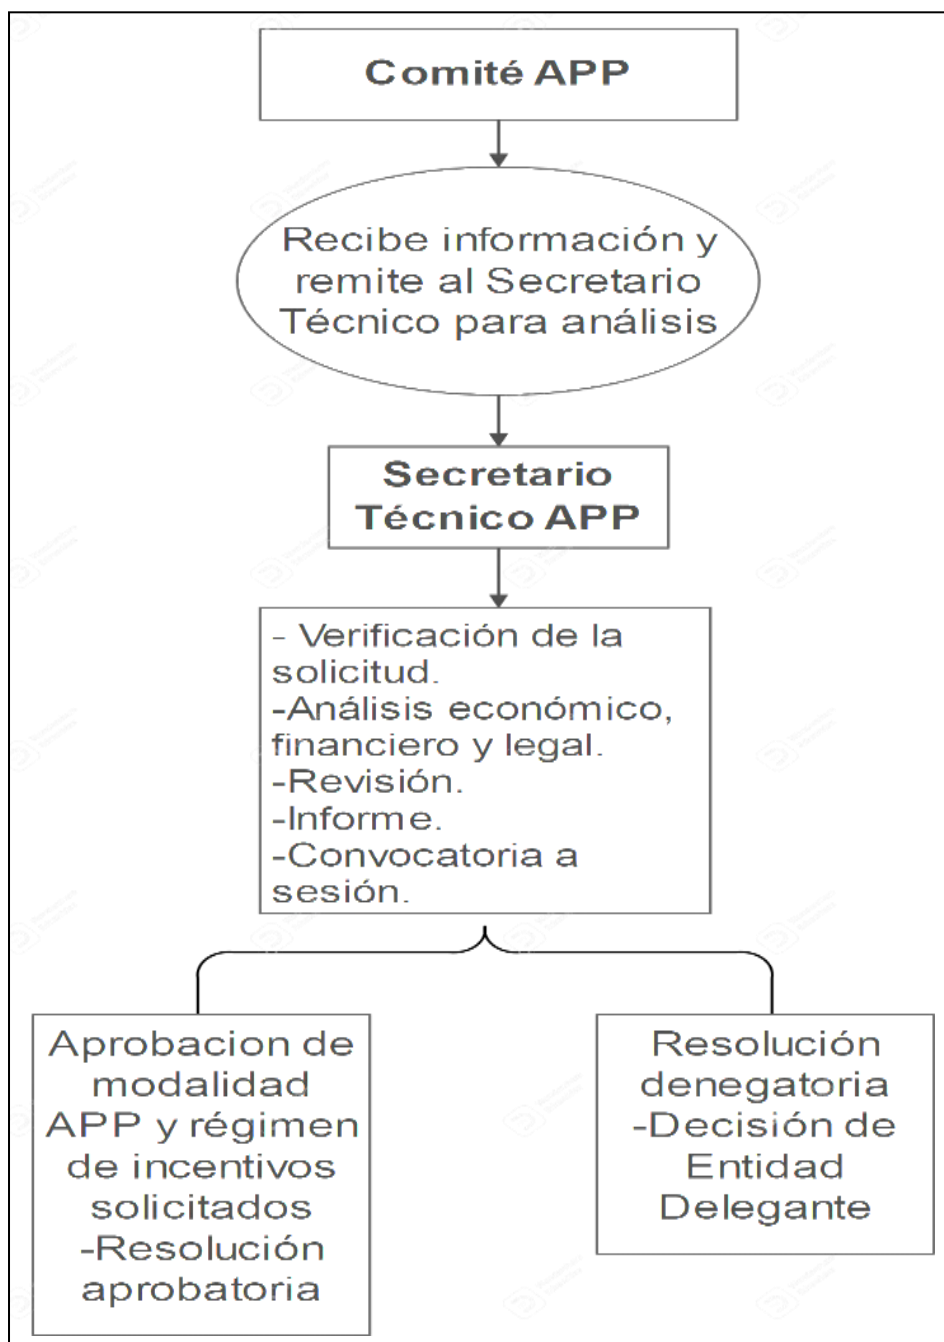 Comité APP
Recibe información y
remite al Secretario
Técnico para análisis
Secretario
Técnico APP
- Verificación de la
solicitud.
-Análisis económico,
financiero y legal.
-Revisión.
-Informe.
-Convocatoria a
sesión.
Aprobacion de
modalidad
APP y régimen
de incentivos
solicitados
-Resolución
aprobatoria
Resolución
denegatoria
-Decisión de
Entidad
Delegante